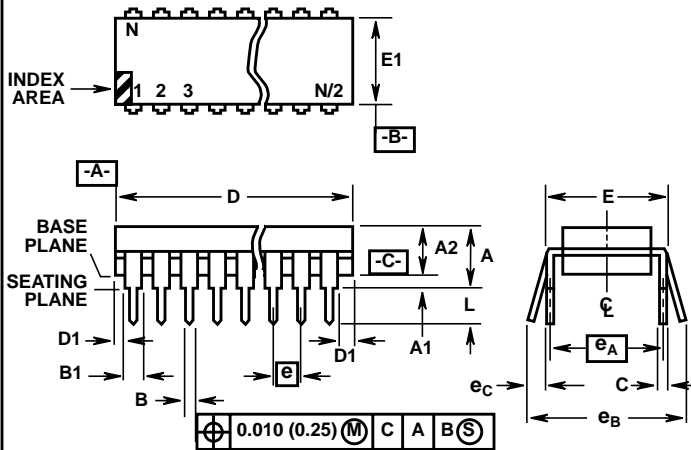 N
E1
INDEX
AREA
1 2 3 N/2
-B-
-A-
D
E
BASE
PLANE
A2
A
-C-
SEATING
PLANE
L
C
L
D1
A1
D1
B1
e
eA
C
eC
B
eB
0.010 (0.25) M C A B S